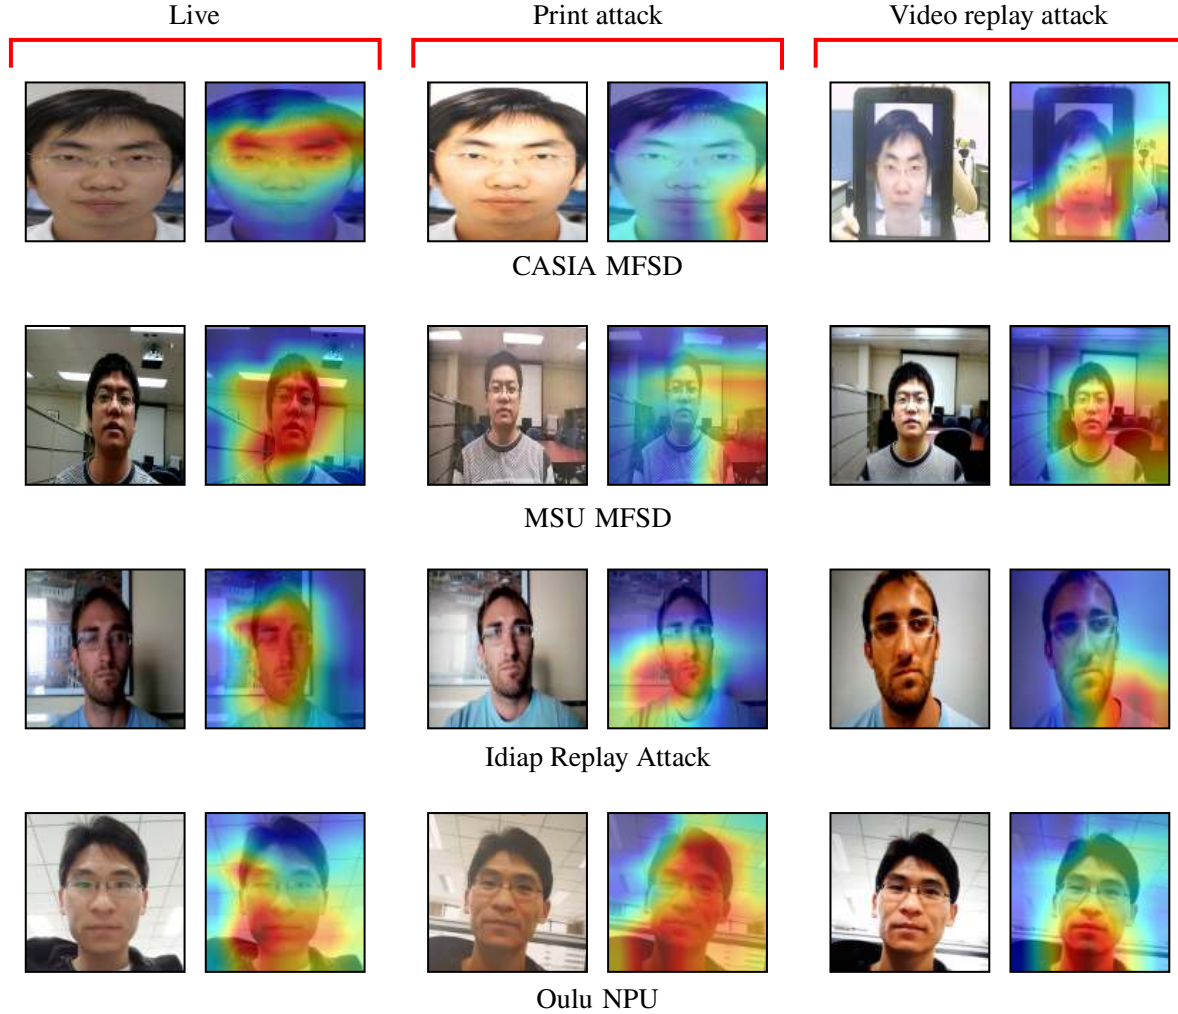 Live
Print attack
Video replay attack
CASIA MFSD
MSU MFSD
Idiap Replay Attack
Oulu NPU